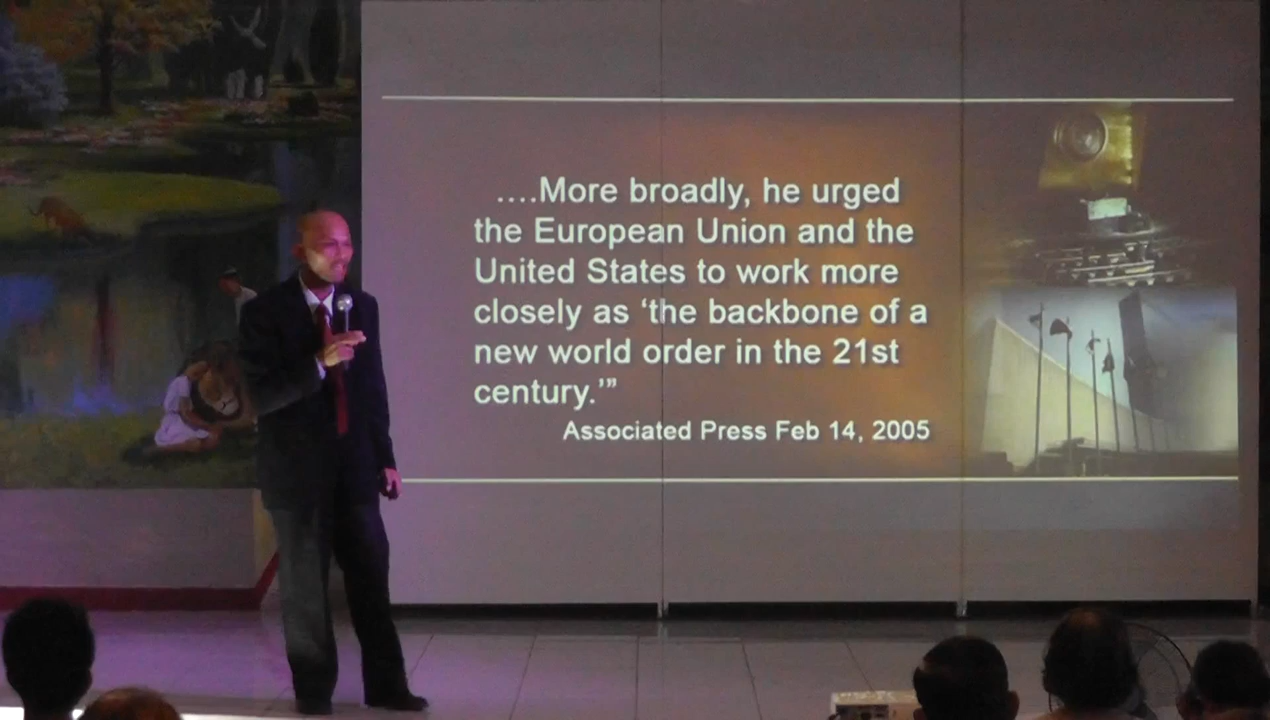 ....More broadly, he urged
the European Union and the
United States to work more
closely as ‘the backbone of a
new world order in the 21st
century.’”
Associated Press Feb 14, 2005